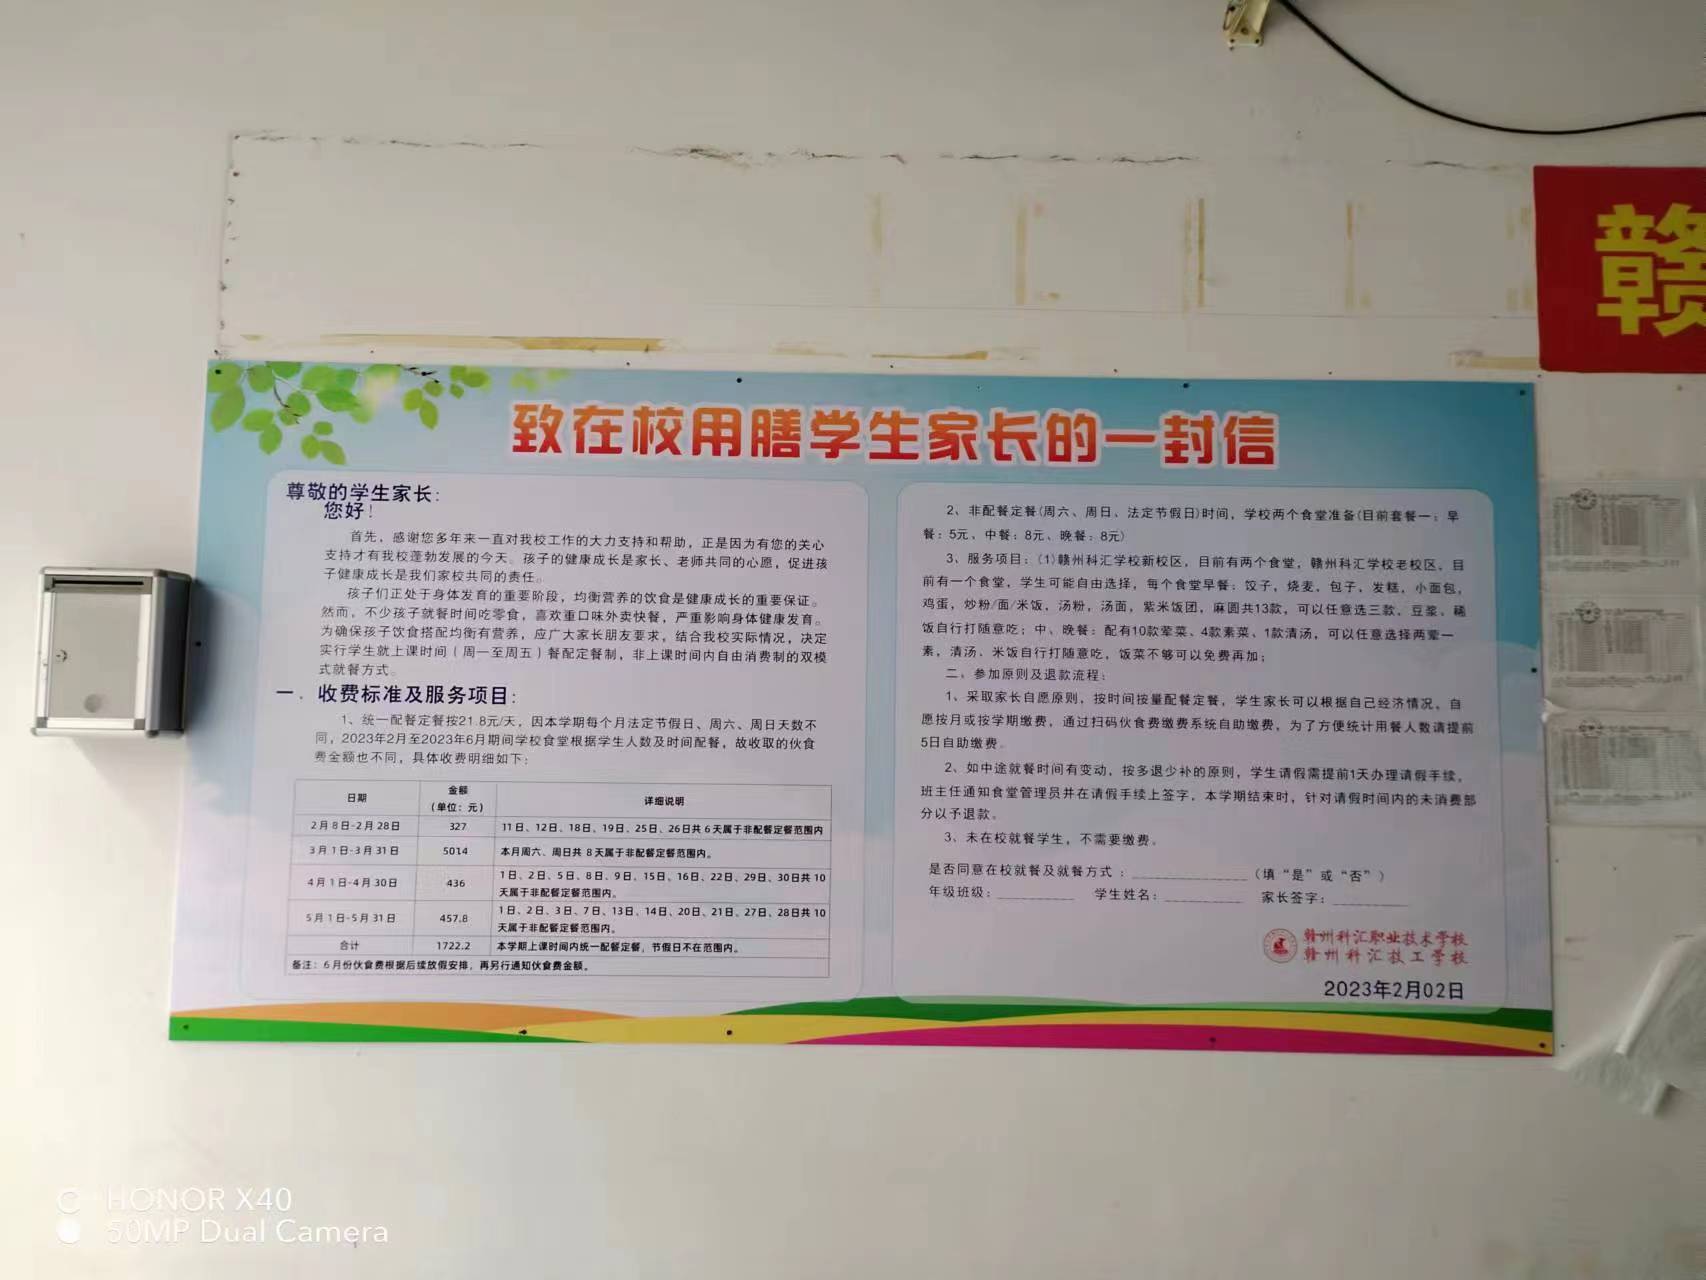 赣
致在校用膳学生家长的一封信
尊敬的学生家长：
您好！
首先，感谢您多年来一直对我校工作的大力支持和帮助，正是因为有您的关心
支持才有我校蓬勃发展的今天。孩子的健康成长是家长、老师共同的心愿，促进孩
子健康成长是我们家校共同的责任。
孩子们正处于身体发育的重要阶段，均衡营养的饮食是健康成长的重要保证。
然而，不少孩子就餐时间吃零食，喜欢重口味外卖快餐，严重影响身体健康发育。
为确保孩子饮食搭配均衡有营养，应广大家长朋友要求，结合我校实际情况，决定
实行学生就上课时间（周一至周五）餐配定餐制，非上课时间内自由消费制的双模
式就餐方式。
一．收费标准及服务项目：
1、统一配餐定餐按21.8元/天，因本学期每个月法定节假日、周六、周日天数不
同，2023年2月至2023年6月期间学校食堂根据学生人数及时间配餐，故收取的伙食
费金额也不同，具体收费明细如下：
日期 金额（单位：元） 详细说明
2月8日-2月28日 327 11日、12日、18日、19日、25日、26日共6天属于非配餐定餐范围内
3月1日-3月31日 501.4 本月周六、周日共 8天属于非配餐定餐范围内。
4月1日-4月30日 436 1日、2日、5日、8日、9日、15日、16日、22日、29日、30日共10
天属于非配餐定餐范围内。
5月1日-5月31日 457.8 1日、2日、3日、7日、13日、14日、20日、21日、27日、28日共10
天属于非配餐定餐范围内。
合计 1722.2 本学期上课时间内统一配餐定餐，节假日不在范围内。
备注：6月份伙食费根据后续放假安排，再另行通知伙食费金额。
2、非配餐定餐(周六、周日、法定节假日)时间，学校两个食堂准备(目前套餐一：早
餐：5元、中餐：8元、晚餐：8元)
3、服务项目：(1)赣州科汇学校新校区，目前有两个食堂，赣州科汇学校老校区，目
前有一个食堂，学生可能自由选择，每个食堂早餐：饺子，烧麦，包子，发糕，小面包，
鸡蛋，炒粉/面/米饭，汤粉，汤面，紫米饭团，麻圆共13款，可以任意选三款，豆浆、稀
饭自行打随意吃；中、晚餐：配有10款荤菜、4款素菜、1款清汤，可以任意选择两荤一
素，清汤、米饭自行打随意吃，饭菜不够可以免费再加；
二、参加原则及退款流程：
1、采取家长自愿原则，按时间按量配餐定餐，学生家长可以根据自己经济情况，自
愿按月或按学期缴费，通过扫码伙食费缴费系统自助缴费，为了方便统计用餐人数请提前
5日自助缴费。
2、如中途就餐时间有变动，按多退少补的原则，学生请假需提前1天办理请假手续，
班主任通知食堂管理员并在请假手续上签字，本学期结束时，针对请假时间内的未消费部
分以予退款。
3、未在校就餐学生，不需要缴费。
是否同意在校就餐及就餐方式：____________（填“是”或“否”）
年级班级：________ 学生姓名：________ 家长签字：________
赣州科汇职业技术学校
赣州科汇技工学校
2023年2月02日
HONOR X40
50MP Dual Camera